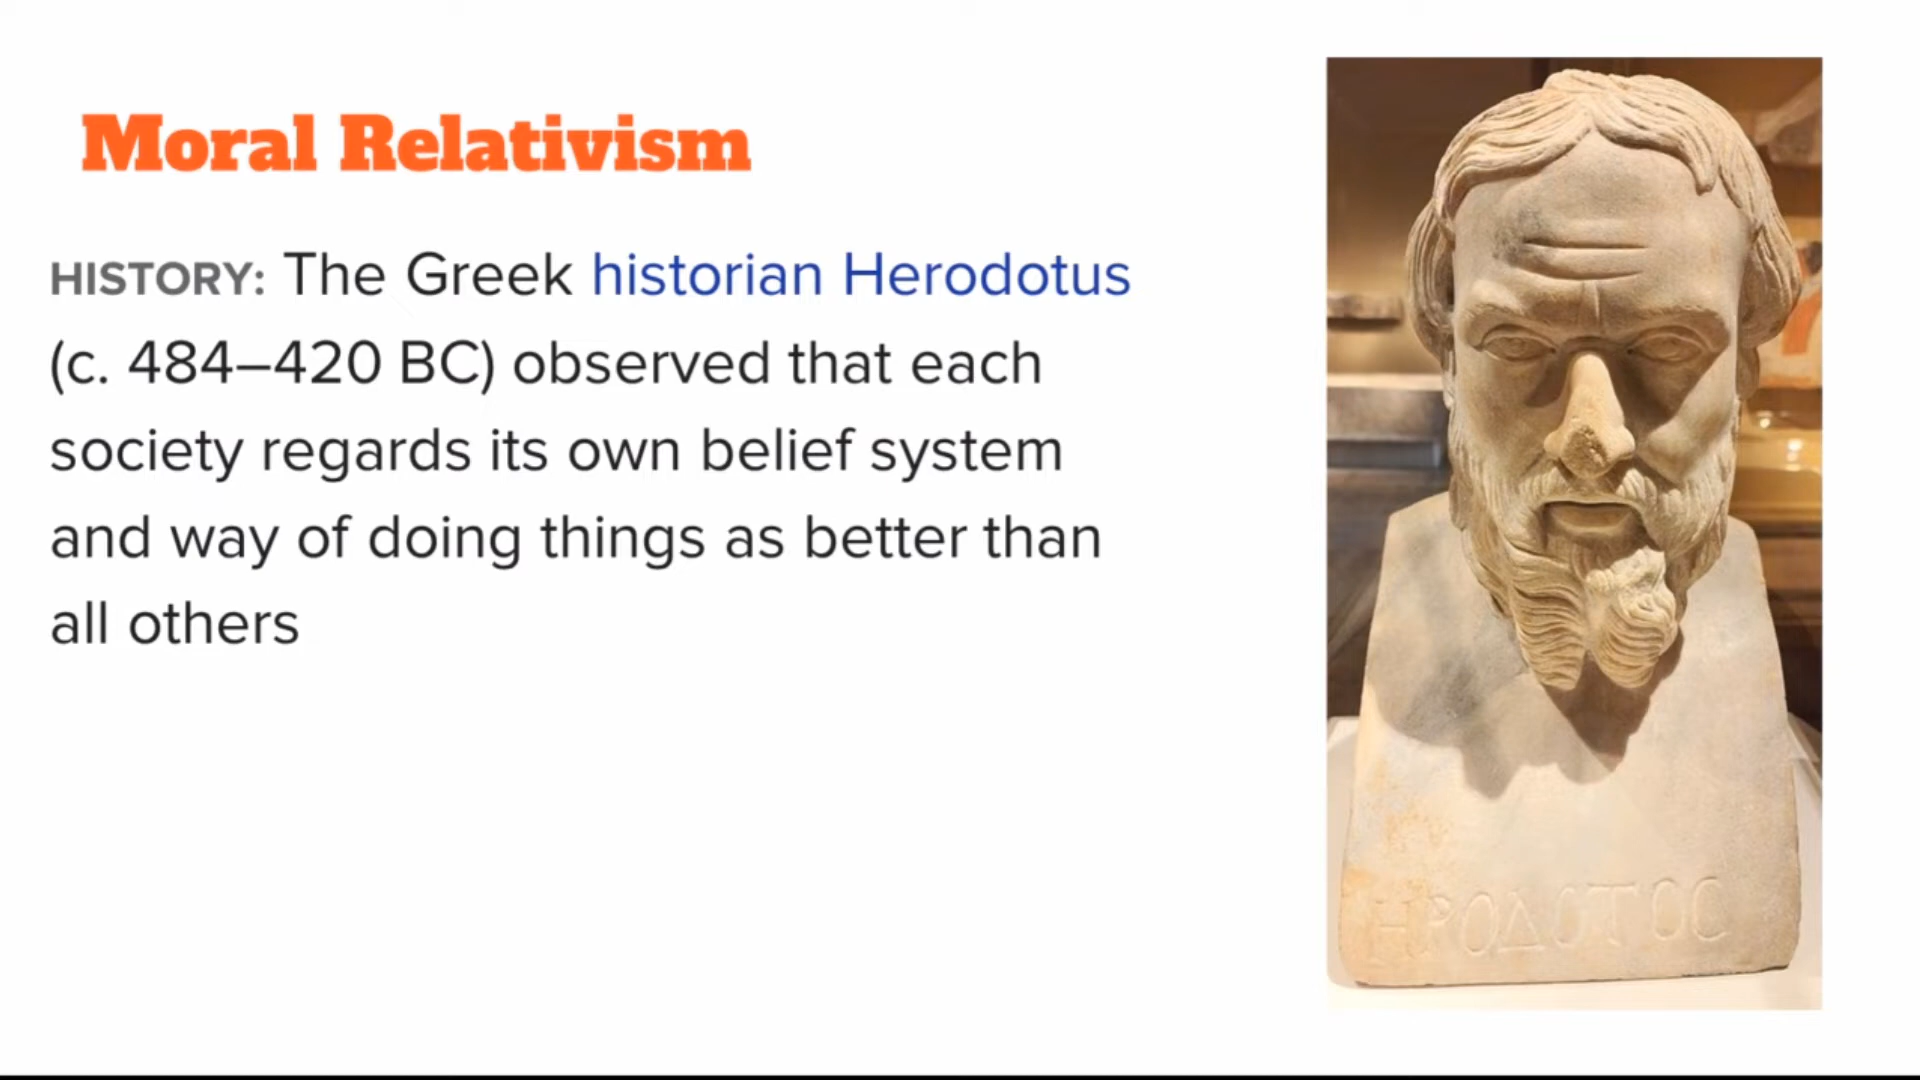 Moral Relativism
HISTORY: The Greek historian Herodotus
(c. 484–420 BC) observed that each
society regards its own belief system
and way of doing things as better than
all others
ΗΡΟΔΟΤΟC